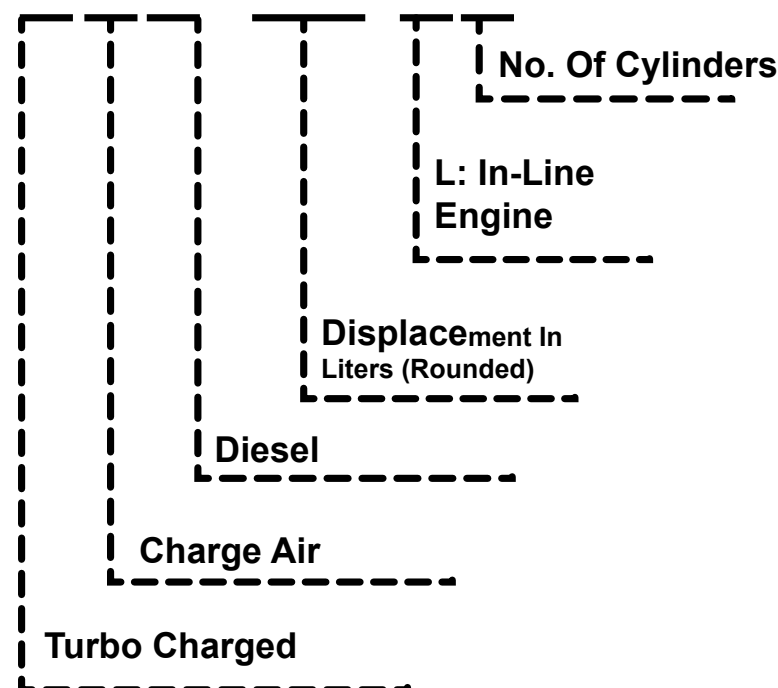 No. Of Cylinders
L: In-Line
Engine
Displacement In
Liters (Rounded)
Diesel
Charge Air
Turbo Charged